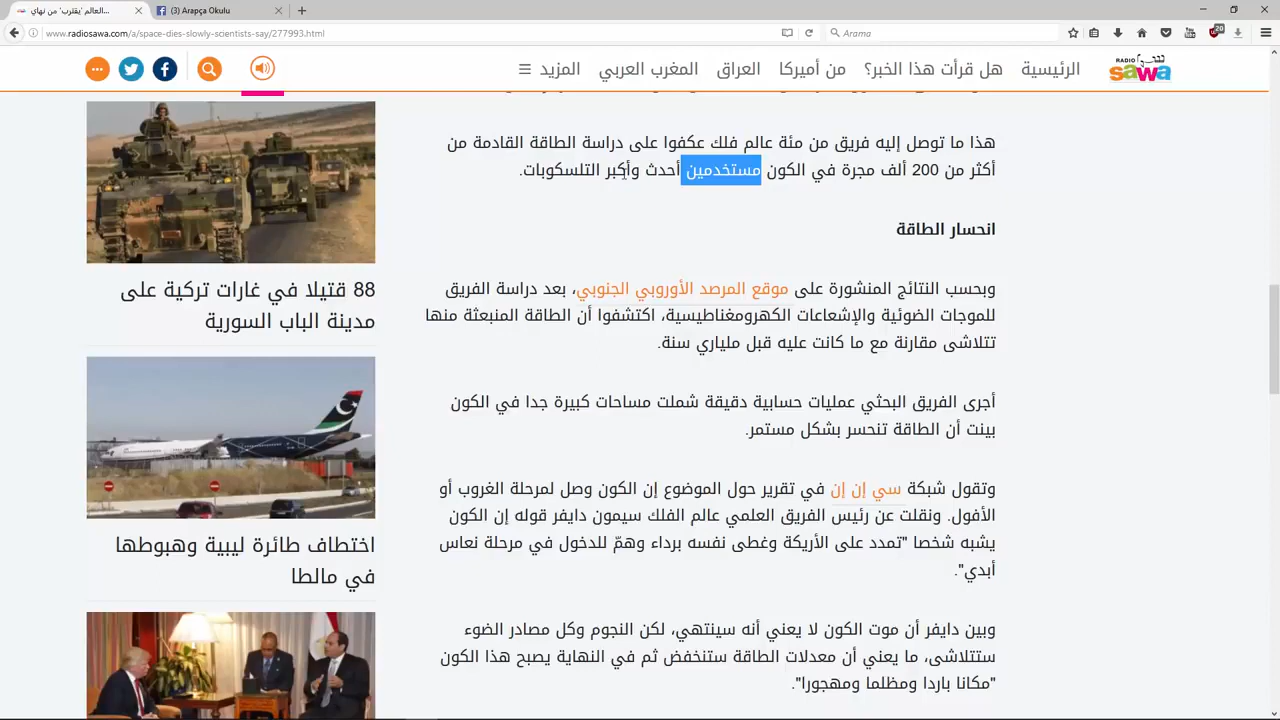 العالم 'يقترب' من نهاي...
(3) Arapça Okulu
www.radiosawa.com/a/space-dies-slowly-scientists-say/277993.html
Arama
20
RADIO
sawa
الرئيسية
هل قرأت هذا الخبر؟
من أميركا
العراق
المغرب العربي
المزيد
هذا ما توصل إليه فريق من مئة عالم فلك عكفوا على دراسة الطاقة القادمة من
أكثر من 200 ألف مجرة في الكون مستخدمين أحدث وأكبر التلسكوبات.
انحسار الطاقة
وبحسب النتائج المنشورة على موقع المرصد الأوروبي الجنوبي، بعد دراسة الفريق
للموجات الضوئية والإشعاعات الكهرومغناطيسية، اكتشفوا أن الطاقة المنبعثة منها
تتلاشى مقارنة مع ما كانت عليه قبل ملياري سنة.
أجرى الفريق البحثي عمليات حسابية دقيقة شملت مساحات كبيرة جدا في الكون
بينت أن الطاقة تنحسر بشكل مستمر.
وتقول شبكة سي إن إن في تقرير حول الموضوع إن الكون وصل لمرحلة الغروب أو
الأفول. ونقلت عن رئيس الفريق العلمي عالم الفلك سيمون دايفر قوله إن الكون
يشبه شخصا "تمدد على الأريكة وغطى نفسه برداء وهمّ للدخول في مرحلة نعاس
أبدي".
وبين دايفر أن موت الكون لا يعني أنه سينتهي، لكن النجوم وكل مصادر الضوء
ستتلاشى، ما يعني أن معدلات الطاقة ستنخفض ثم في النهاية يصبح هذا الكون
"مكانا باردا ومظلما ومهجورا".
88 قتيلا في غارات تركية على
مدينة الباب السورية
اختطاف طائرة ليبية وهبوطها
في مالطا